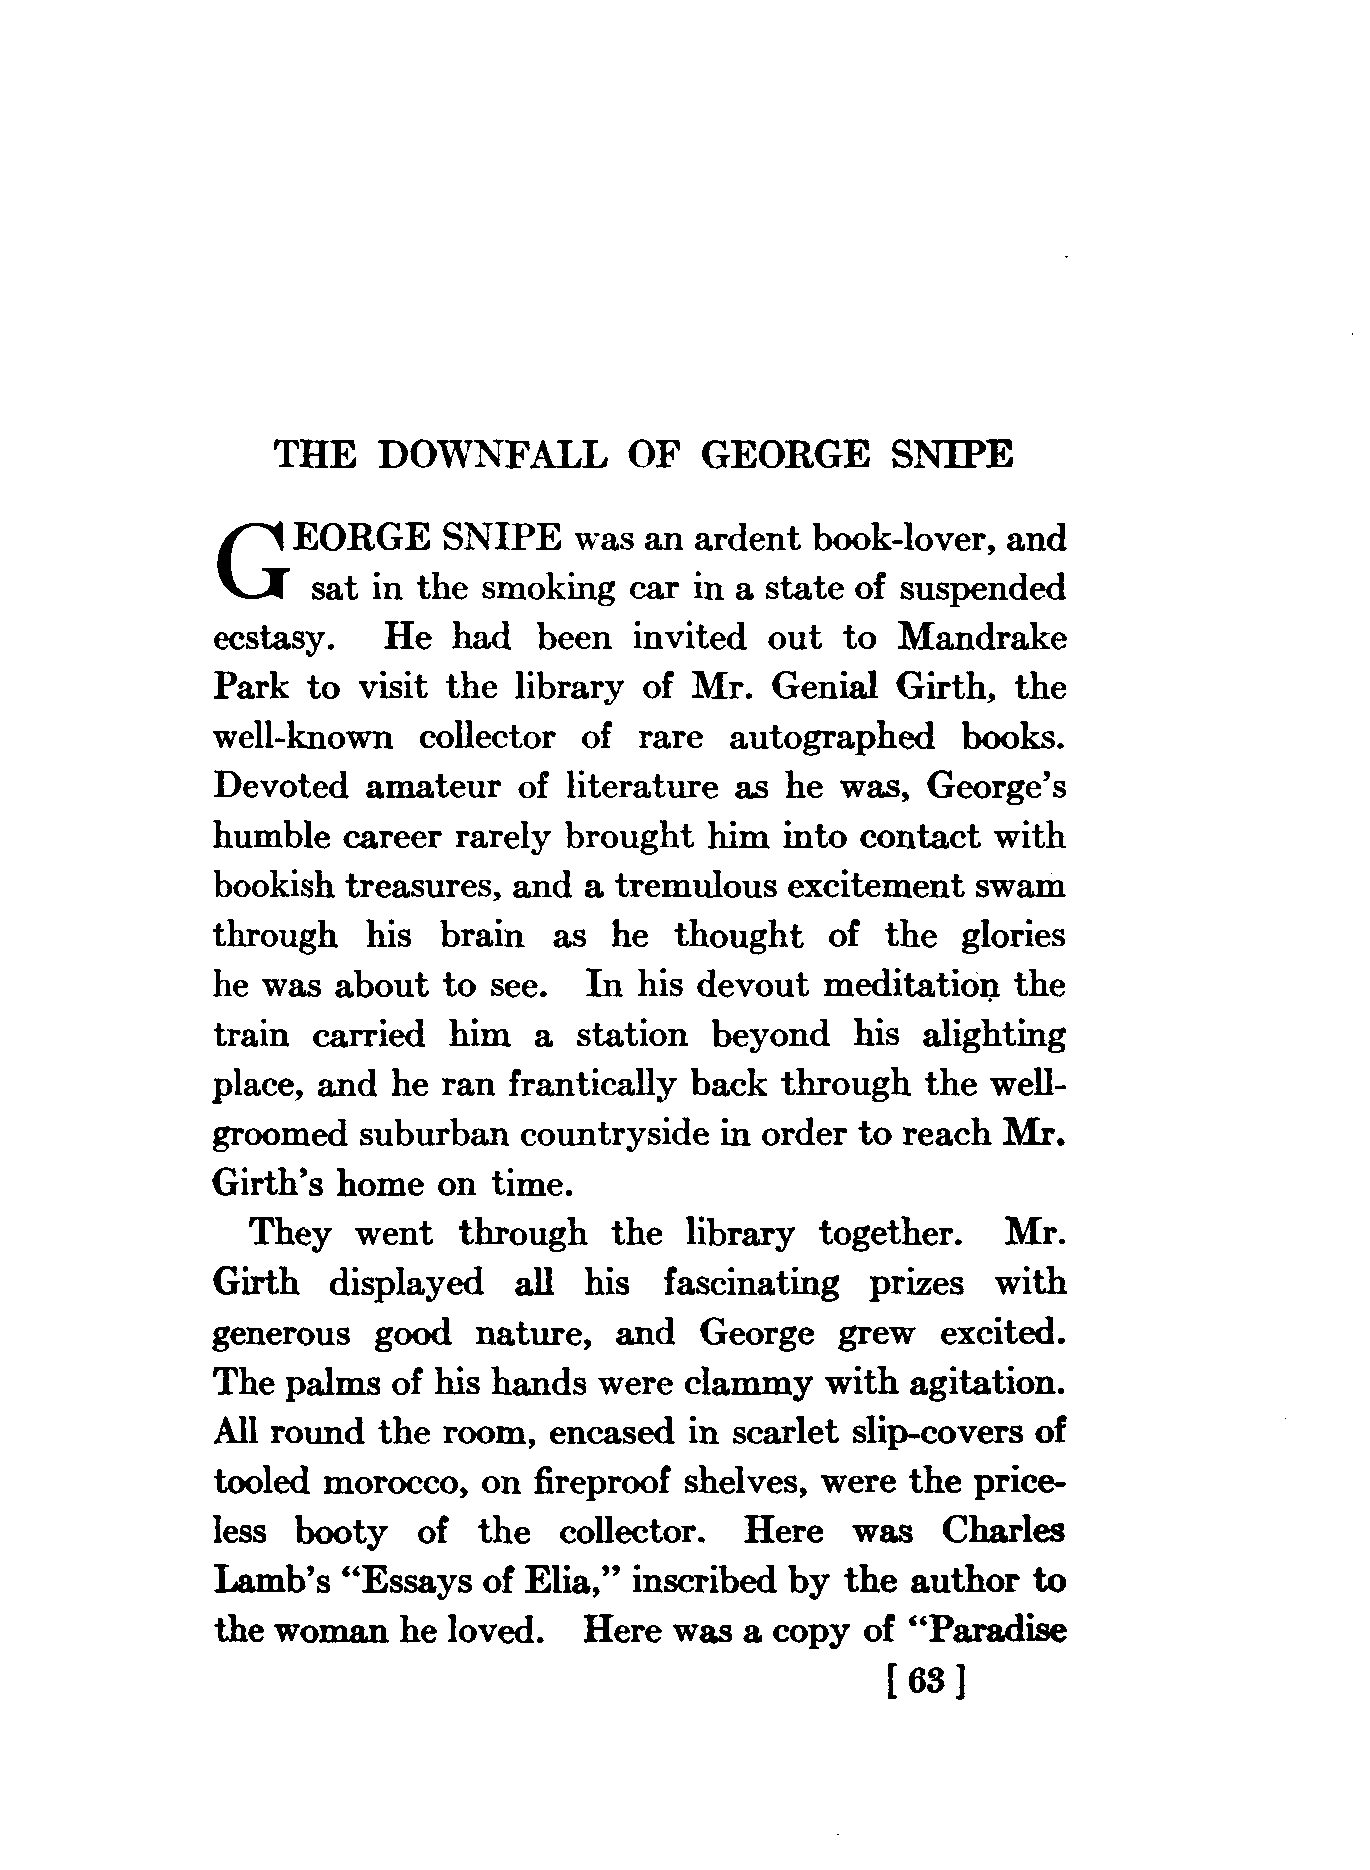 THE DOWNFALL OF GEORGE SNIPE
GEORGE SNIPE was an ardent book-lover, and
sat in the smoking car in a state of suspended
ecstasy. He had been invited out to Mandrake
Park to visit the library of Mr. Genial Girth, the
well-known collector of rare autographed books.
Devoted amateur of literature as he was, George's
humble career rarely brought him into contact with
bookish treasures, and a tremulous excitement swam
through his brain as he thought of the glories
he was about to see. In his devout meditation the
train carried him a station beyond his alighting
place, and he ran frantically back through the well-
groomed suburban countryside in order to reach Mr.
Girth's home on time.
They went through the library together. Mr.
Girth displayed all his fascinating prizes with
generous good nature, and George grew excited.
The palms of his hands were clammy with agitation.
All round the room, encased in scarlet slip-covers of
tooled morocco, on fireproof shelves, were the price-
less booty of the collector. Here was Charles
Lamb's “Essays of Elia,” inscribed by the author to
the woman he loved. Here was a copy of “Paradise
[ 63 ]